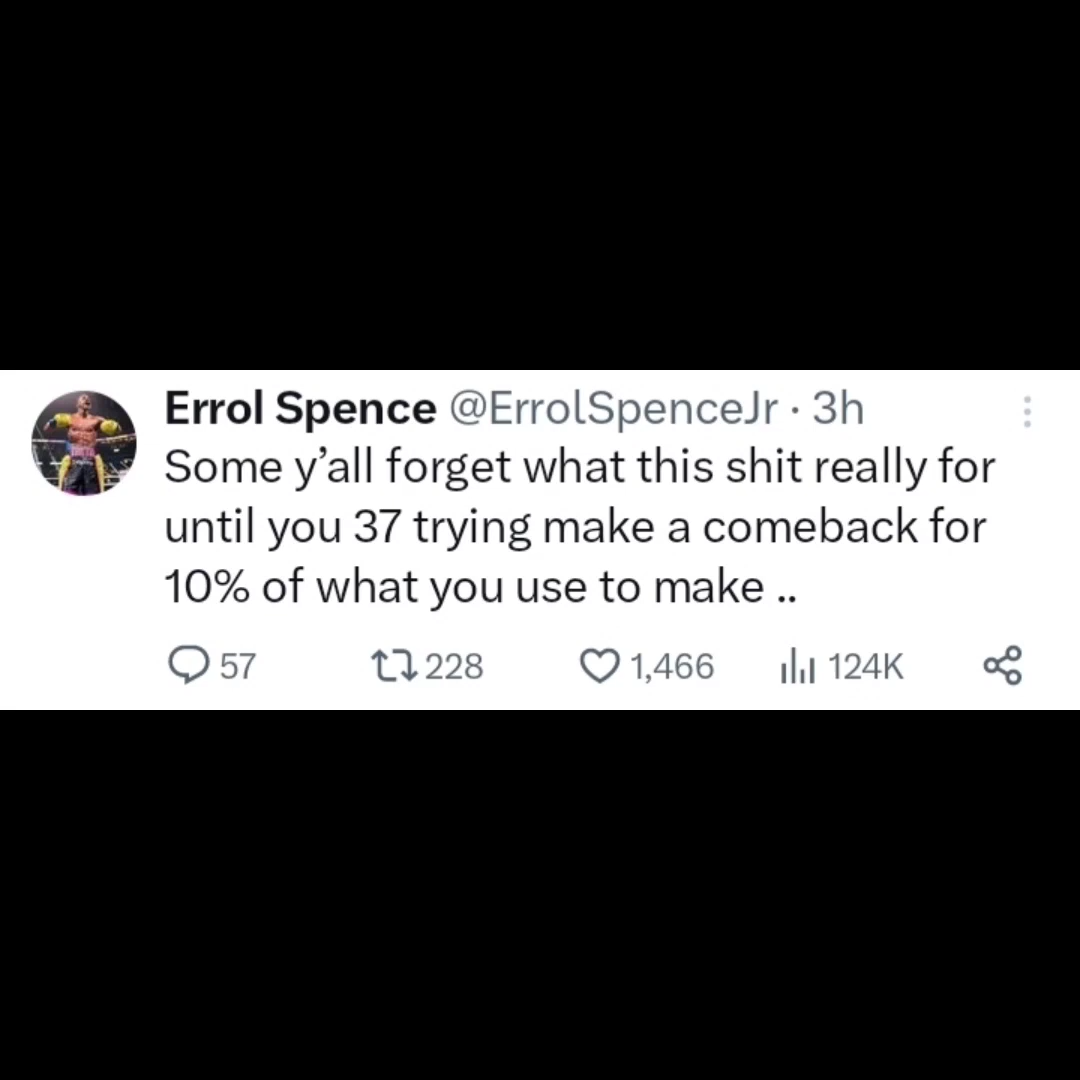 Errol Spence @ErrolSpenceJr · 3h
Some y’all forget what this shit really for
until you 37 trying make a comeback for
10% of what you use to make ..
57 228 1,466 124K